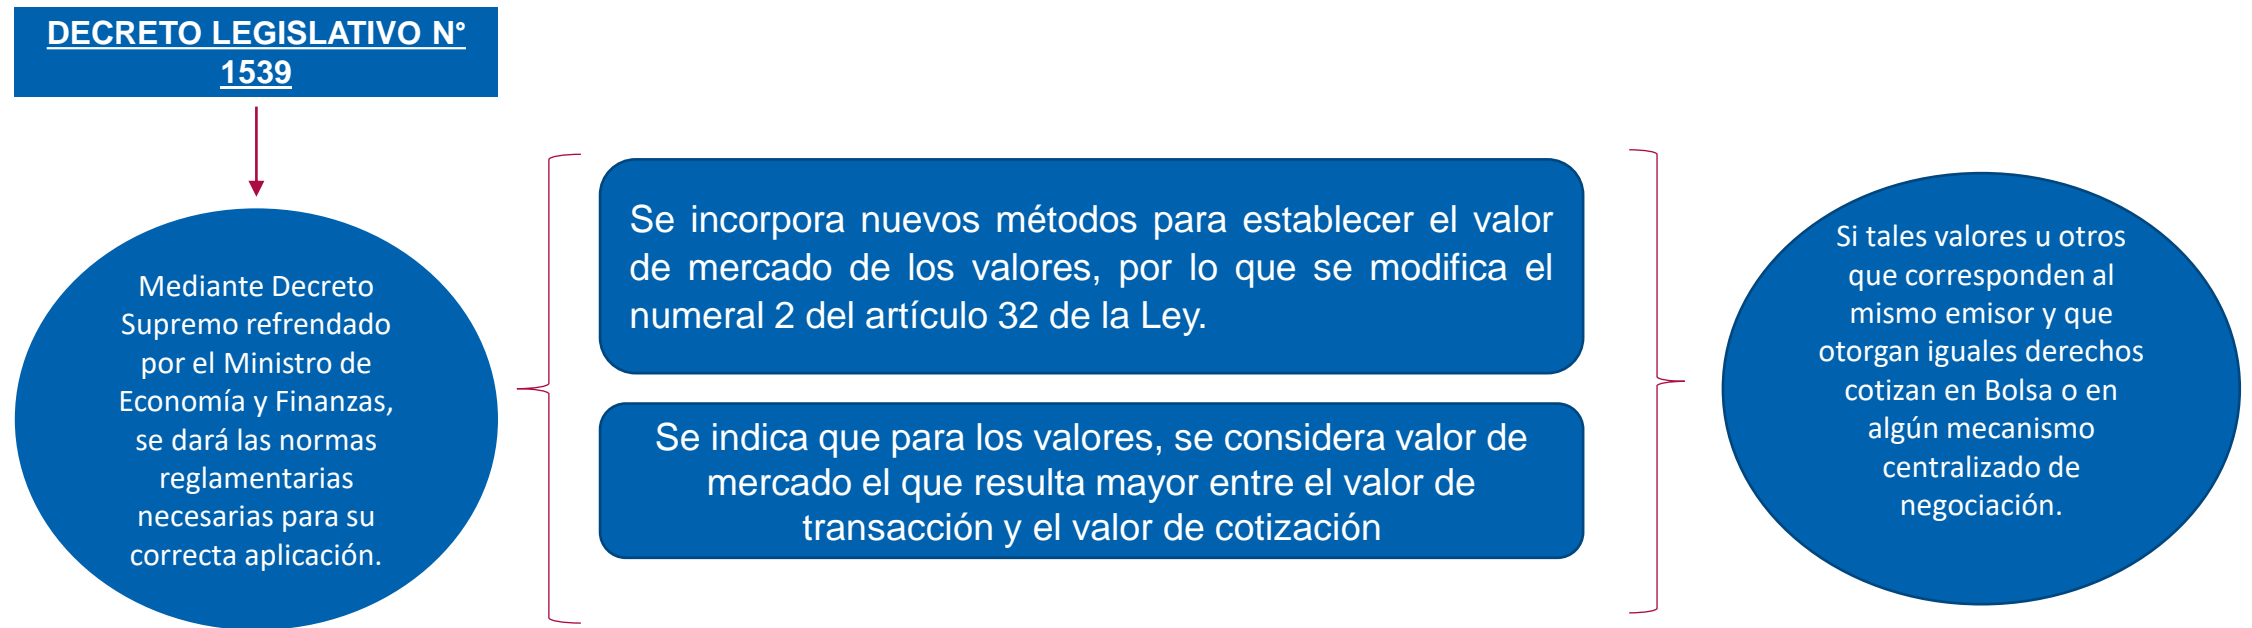 DECRETO LEGISLATIVO N°
1539
Mediante Decreto
Supremo refrendado
por el Ministro de
Economía y Finanzas,
se dará las normas
reglamentarias
necesarias para su
correcta aplicación.
Se incorpora nuevos métodos para establecer el valor
de mercado de los valores, por lo que se modifica el
numeral 2 del artículo 32 de la Ley.
Se indica que para los valores, se considera valor de
mercado el que resulta mayor entre el valor de
transacción y el valor de cotización
Si tales valores u otros
que corresponden al
mismo emisor y que
otorgan iguales derechos
cotizan en Bolsa o en
algún mecanismo
centralizado de
negociación.